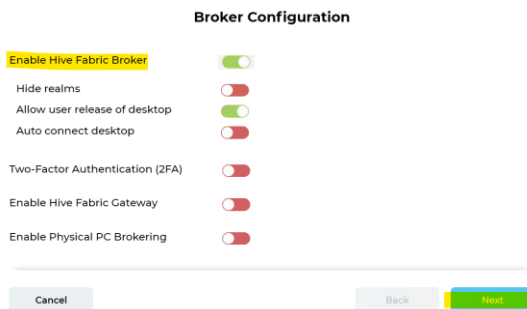 Broker Configuration
Enable Hive Fabric Broker
Hide realms
Allow user release of desktop
Auto connect desktop
Two-Factor Authentication (2FA)
Enable Hive Fabric Gateway
Enable Physical PC Brokering
Cancel
Back
Next